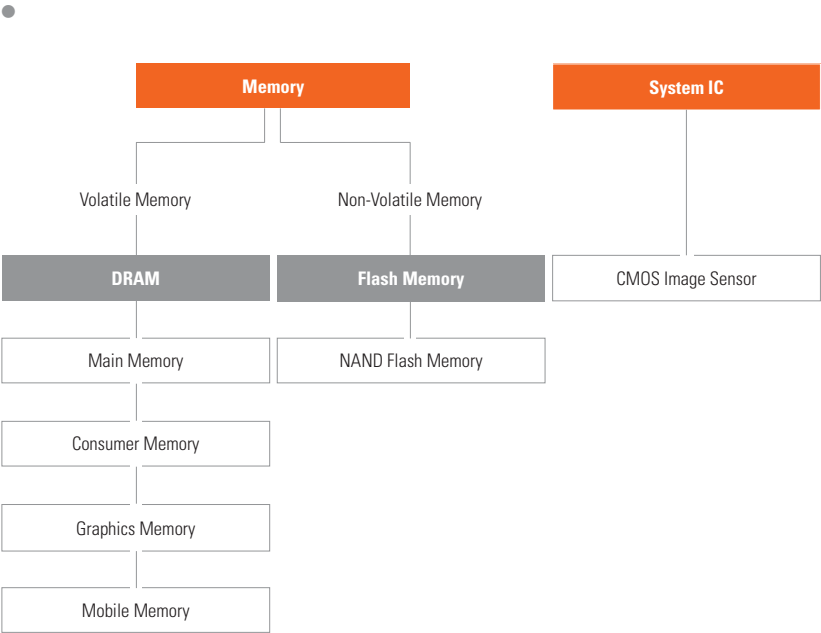 Memory
System IC
Volatile Memory
Non-Volatile Memory
DRAM
Flash Memory
CMOS Image Sensor
Main Memory
NAND Flash Memory
Consumer Memory
Graphics Memory
Mobile Memory